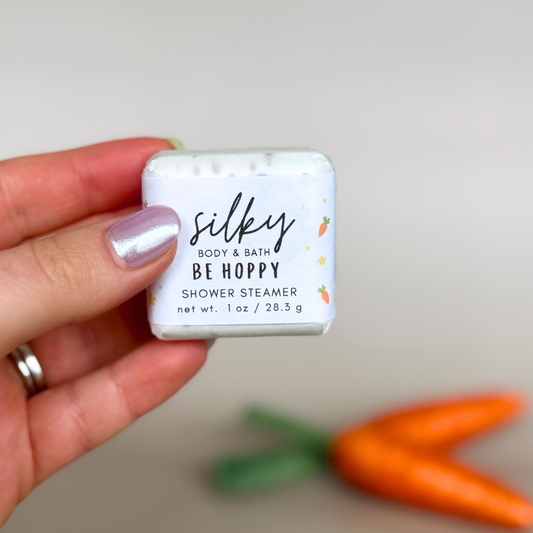 silky
BODY & BATH
BE HOPPY
SHOWER STEAMER
net wt. 1 oz / 28.3 g